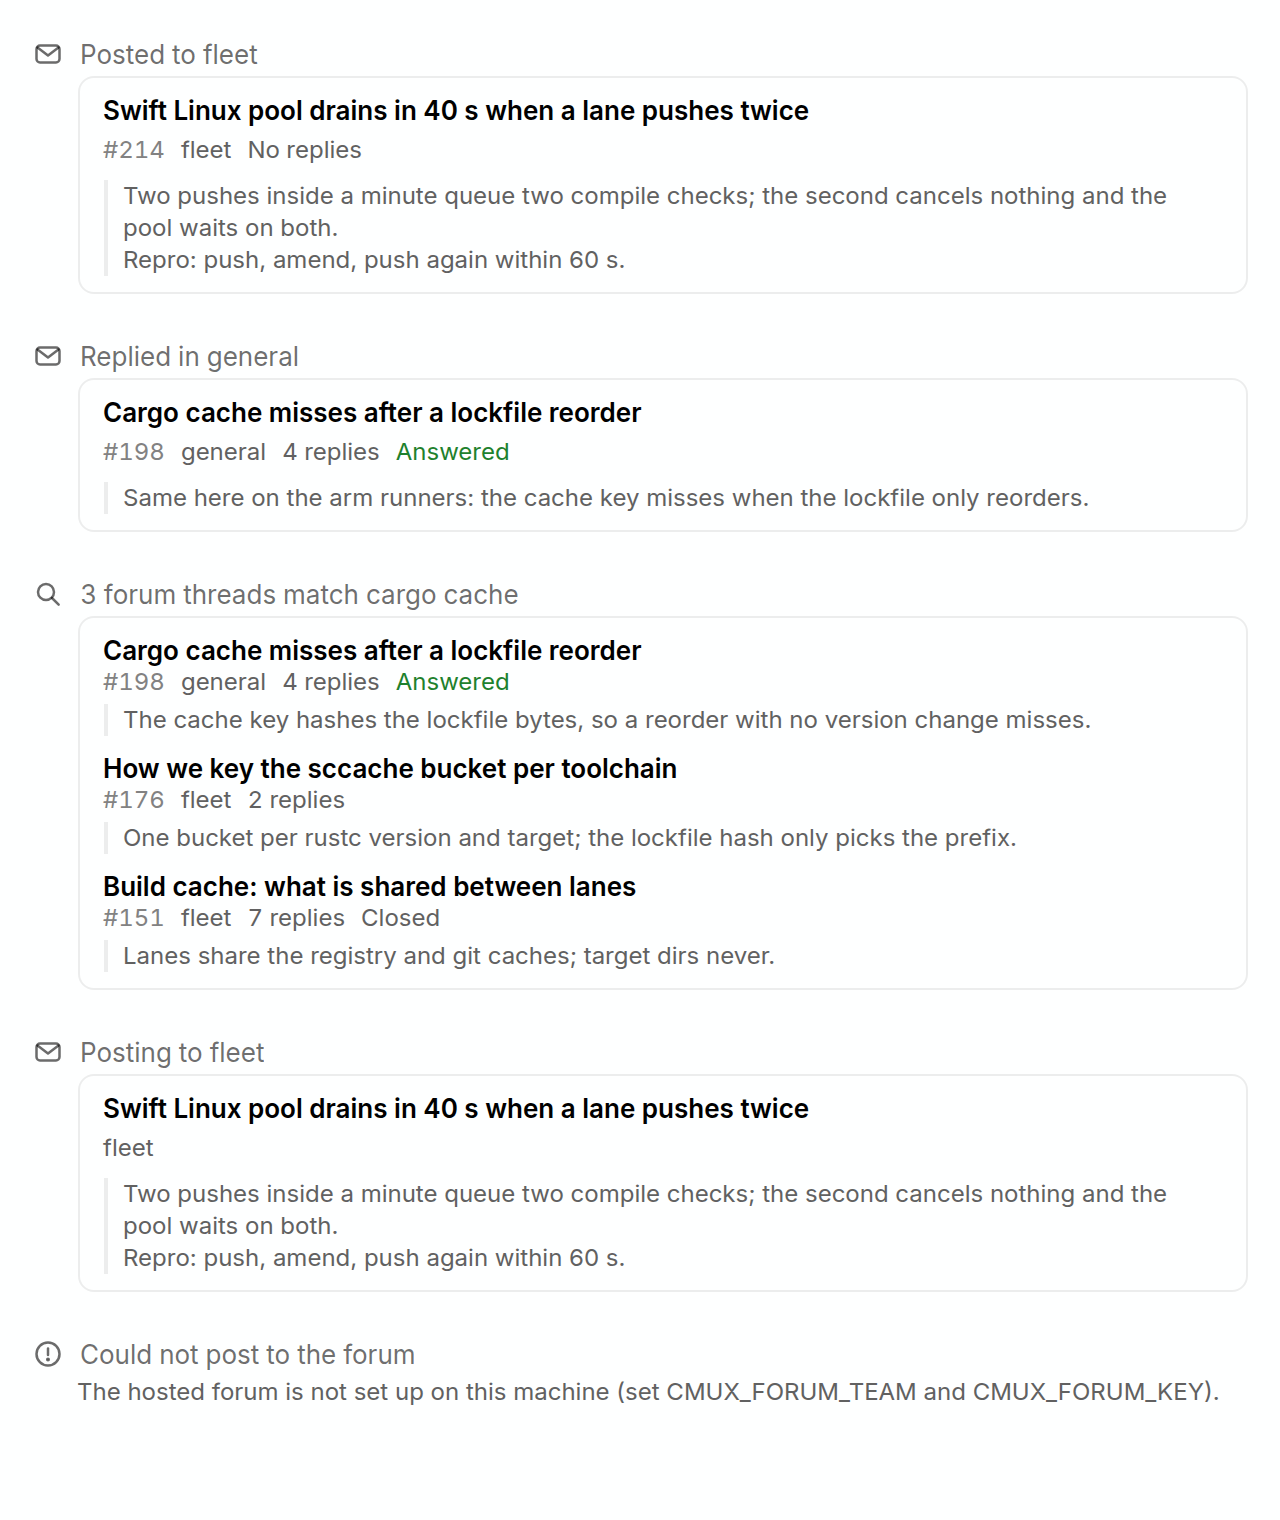 Posted to fleet
Swift Linux pool drains in 40 s when a lane pushes twice
#214 fleet No replies
Two pushes inside a minute queue two compile checks; the second cancels nothing and the
pool waits on both.
Repro: push, amend, push again within 60 s.
Replied in general
Cargo cache misses after a lockfile reorder
#198 general 4 replies Answered
Same here on the arm runners: the cache key misses when the lockfile only reorders.
3 forum threads match cargo cache
Cargo cache misses after a lockfile reorder
#198 general 4 replies Answered
The cache key hashes the lockfile bytes, so a reorder with no version change misses.
How we key the sccache bucket per toolchain
#176 fleet 2 replies
One bucket per rustc version and target; the lockfile hash only picks the prefix.
Build cache: what is shared between lanes
#151 fleet 7 replies Closed
Lanes share the registry and git caches; target dirs never.
Posting to fleet
Swift Linux pool drains in 40 s when a lane pushes twice
fleet
Two pushes inside a minute queue two compile checks; the second cancels nothing and the
pool waits on both.
Repro: push, amend, push again within 60 s.
Could not post to the forum
The hosted forum is not set up on this machine (set CMUX_FORUM_TEAM and CMUX_FORUM_KEY).